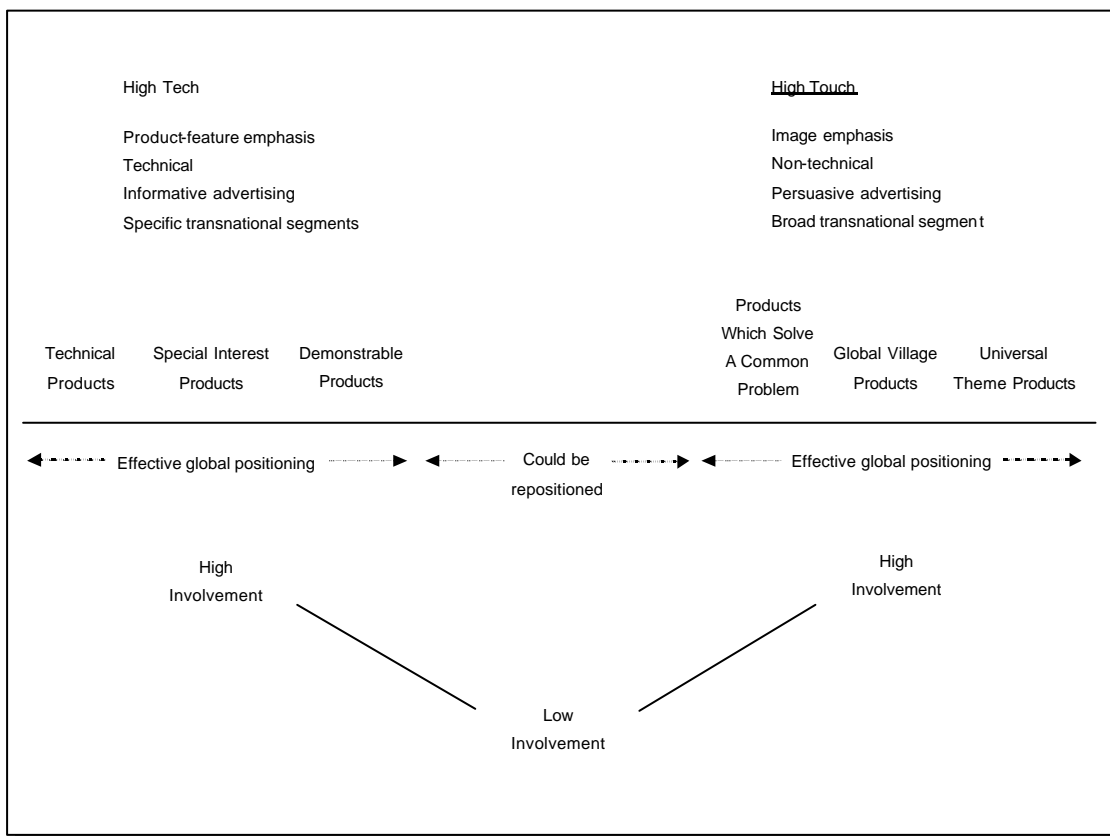 High Tech
Product-feature emphasis
Technical
Informative advertising
Specific transnational segments
High Touch
Image emphasis
Non-technical
Persuasive advertising
Broad transnational segment
Technical
Products
Special Interest
Products
Demonstrable
Products
Products
Which Solve
A Common
Problem
Global Village
Products
Universal
Theme Products
Effective global positioning
Could be
repositioned
Effective global positioning
High
Involvement
High
Involvement
Low
Involvement